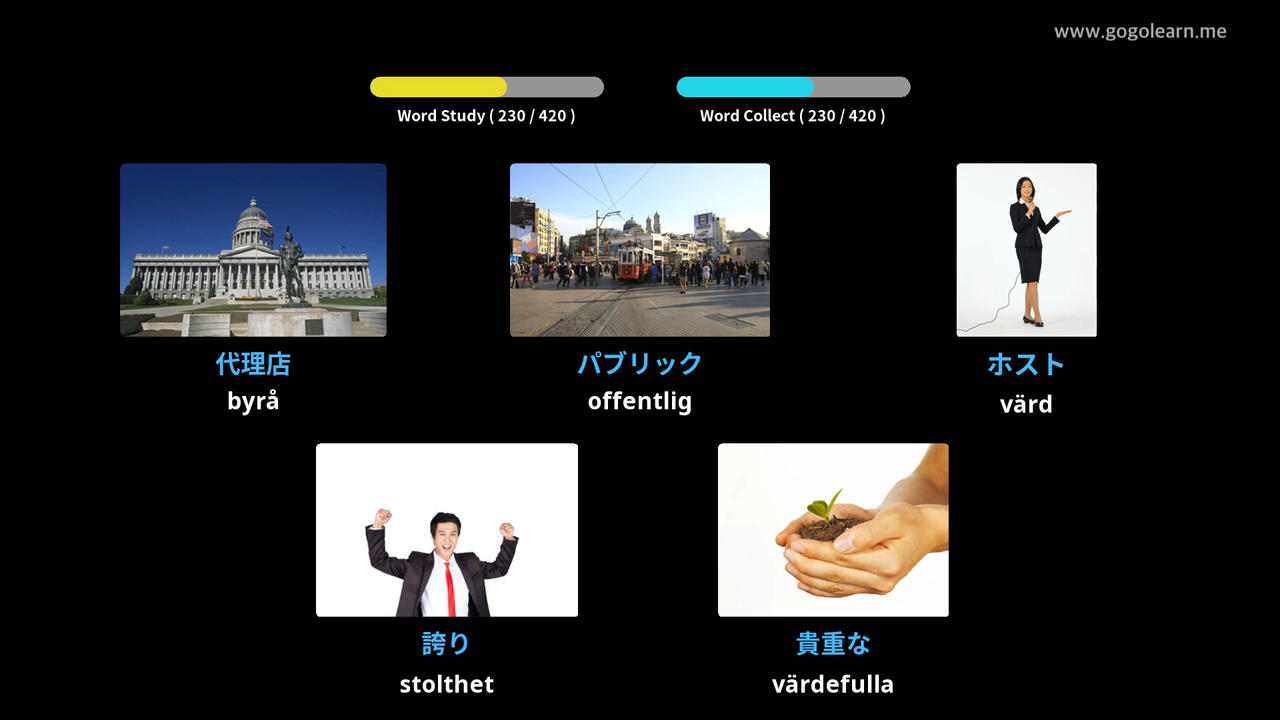 www.gogolearn.me
Word Study ( 230 / 420 )
Word Collect ( 230 / 420 )
代理店
byrå
パブリック
offentlig
ホスト
värd
誇り
stolthet
貴重な
värdefulla